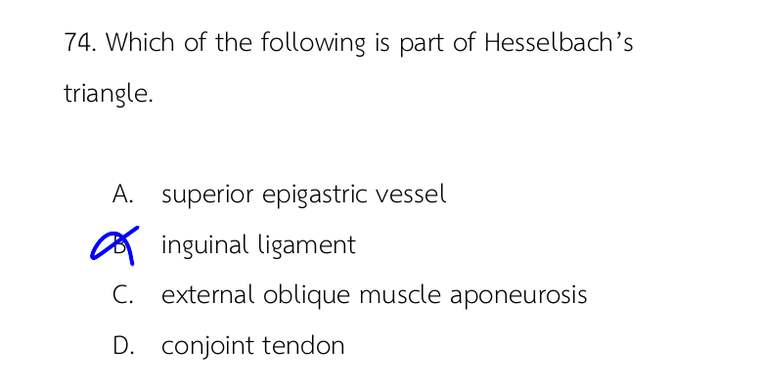 74. Which of the following is part of Hesselbach’s
triangle.
A. superior epigastric vessel
B. inguinal ligament
C. external oblique muscle aponeurosis
D. conjoint tendon